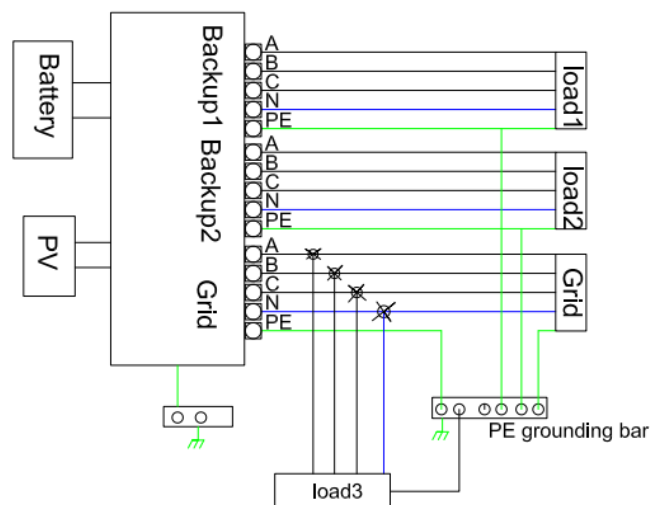 Battery
PV
Backup1
Backup2
Grid
A
B
C
N
PE
A
B
C
N
PE
A
B
C
N
PE
load1
load2
Grid
PE grounding bar
load3